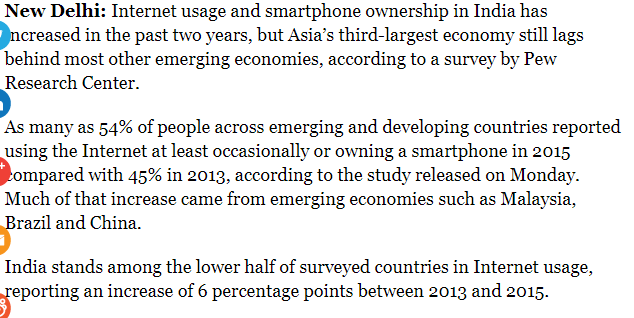 New Delhi: Internet usage and smartphone ownership in India has
increased in the past two years, but Asia’s third-largest economy still lags
behind most other emerging economies, according to a survey by Pew
Research Center.
As many as 54% of people across emerging and developing countries reported
using the Internet at least occasionally or owning a smartphone in 2015
compared with 45% in 2013, according to the study released on Monday.
Much of that increase came from emerging economies such as Malaysia,
Brazil and China.
India stands among the lower half of surveyed countries in Internet usage,
reporting an increase of 6 percentage points between 2013 and 2015.